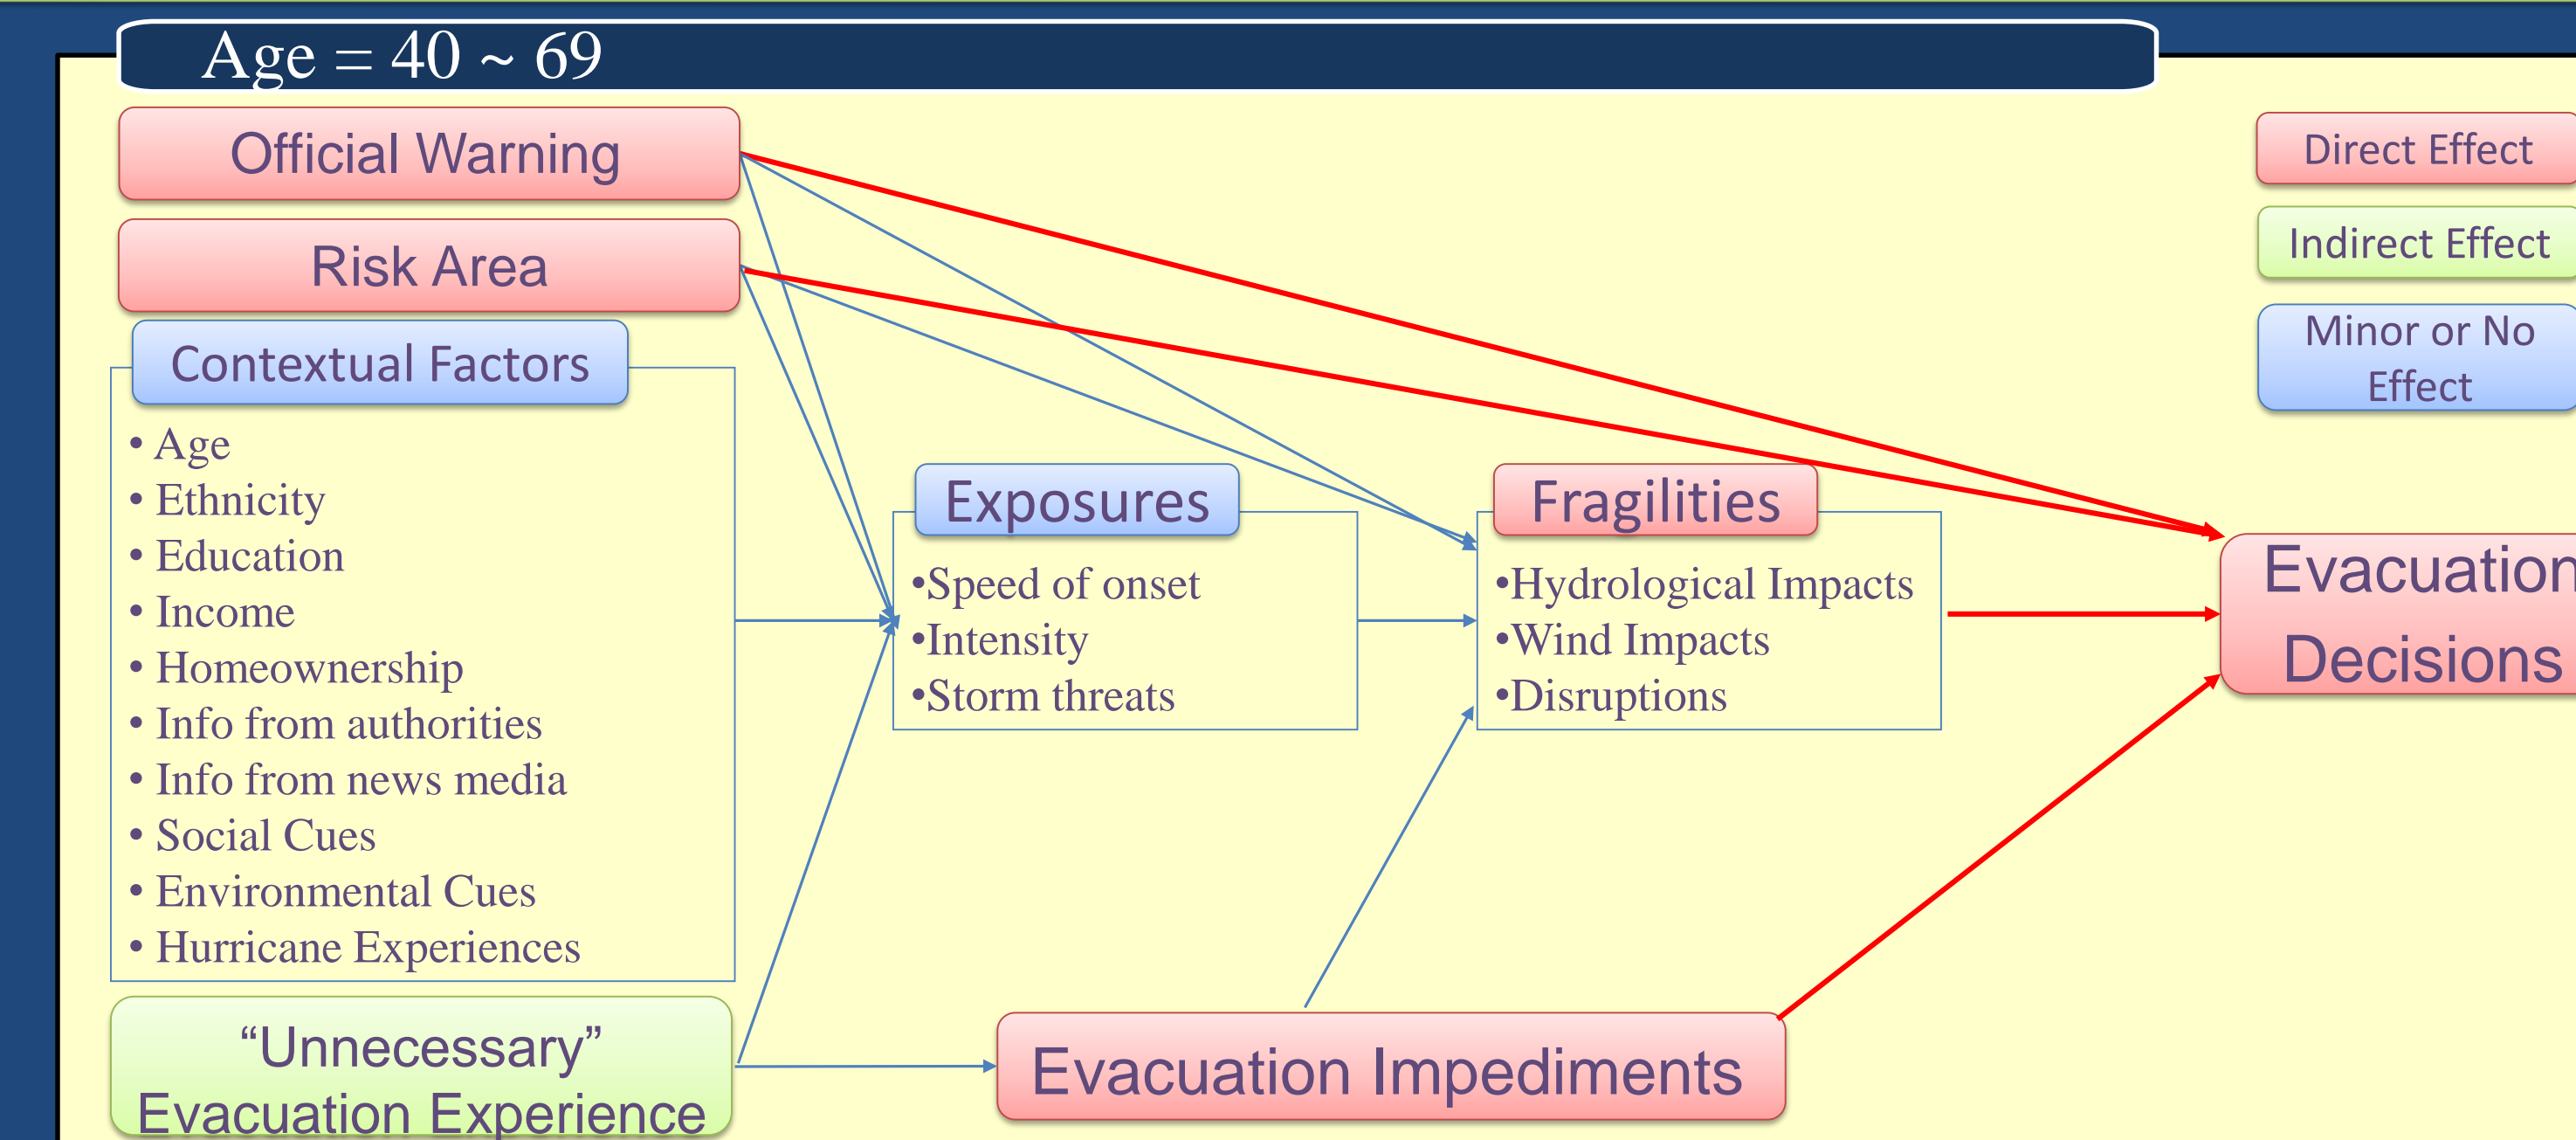 Age = 40 ~ 69
Official Warning
Risk Area
Contextual Factors
• Age
• Ethnicity
• Education
• Income
• Homeownership
• Info from authorities
• Info from news media
• Social Cues
• Environmental Cues
• Hurricane Experiences
“Unnecessary”
Evacuation Experience
Exposures
•Speed of onset
•Intensity
•Storm threats
Fragilities
•Hydrological Impacts
•Wind Impacts
•Disruptions
Evacuation Impediments
Direct Effect
Indirect Effect
Minor or No
Effect
Evacuation
Decisions